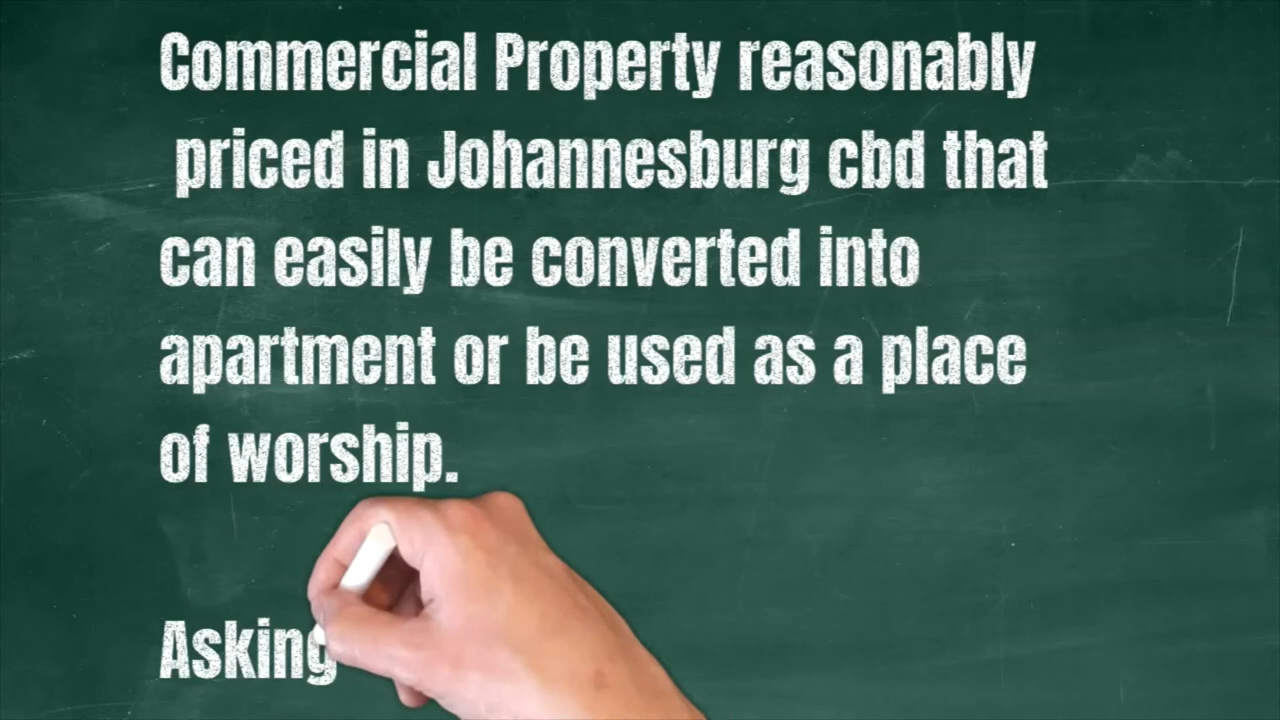 Commercial Property reasonably
priced in Johannesburg cbd that
can easily be converted into
apartment or be used as a place
of worship.
Asking